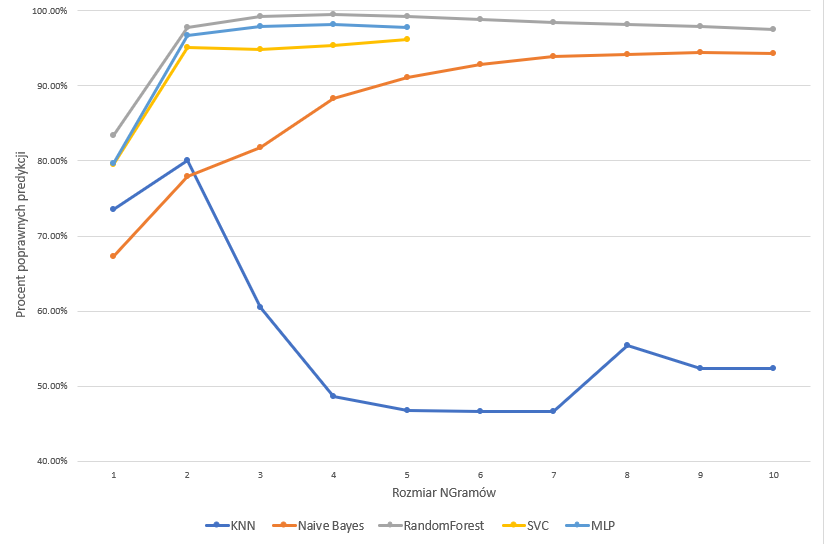 100.00%
90.00%
80.00%
70.00%
60.00%
50.00%
40.00%
Procent poprawnych predykcji
1 2 3 4 5 6 7 8 9 10
Rozmiar NGramów
KNN Naive Bayes RandomForest SVC MLP